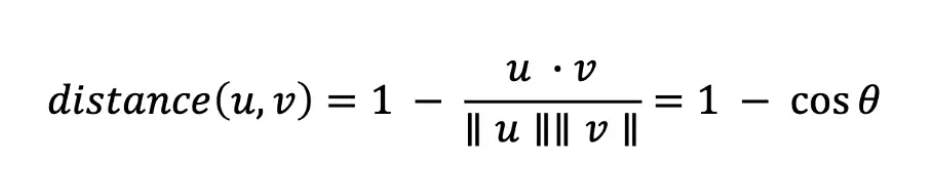 distance(u, v) = 1 − u · v / ‖ u ‖‖ v ‖ = 1 − cos θ